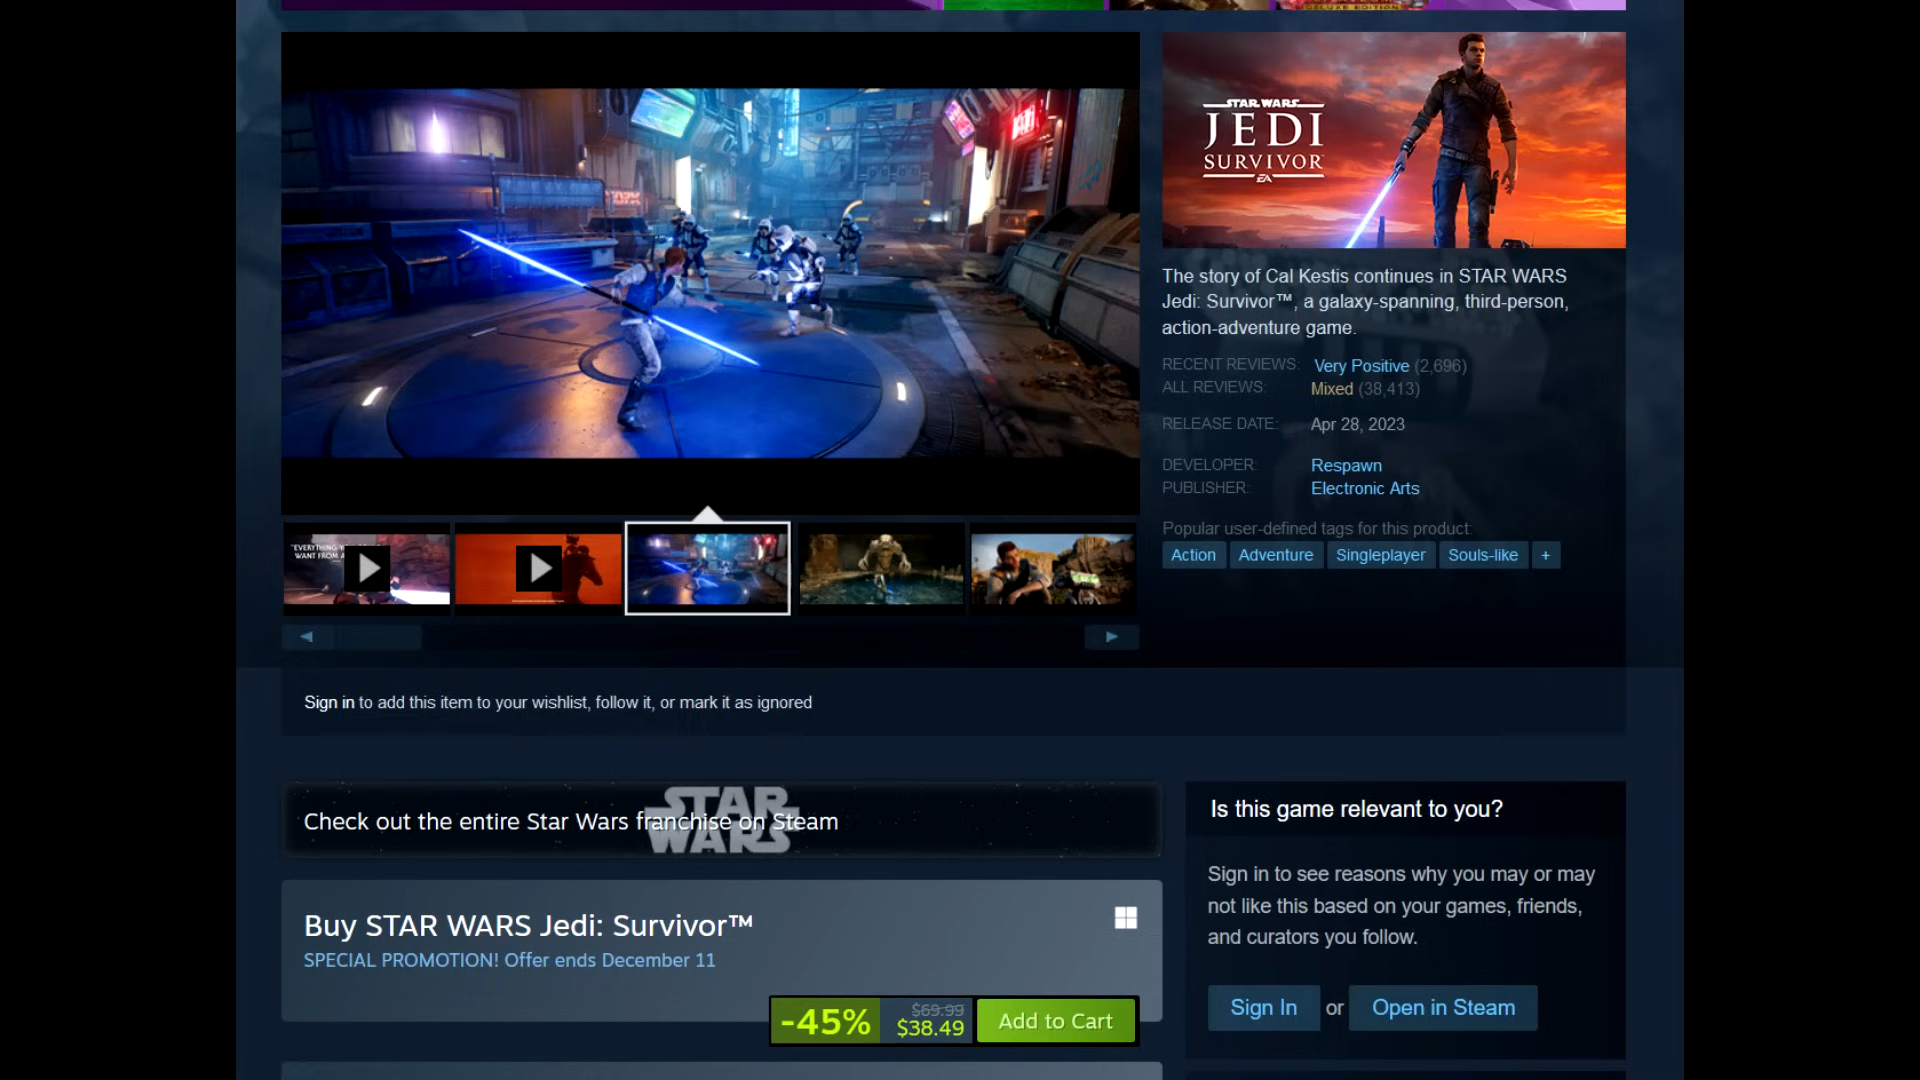 DELUXE EDITION
STAR WARS
JEDI
SURVIVOR
EA
The story of Cal Kestis continues in STAR WARS
Jedi: Survivor™, a galaxy-spanning, third-person,
action-adventure game.
RECENT REVIEWS: Very Positive (2,696)
ALL REVIEWS: Mixed (38,413)
RELEASE DATE: Apr 28, 2023
DEVELOPER: Respawn
PUBLISHER: Electronic Arts
Popular user-defined tags for this product:
Action Adventure Singleplayer Souls-like +
"EVERYTHING
WANT FROM A
Sign in to add this item to your wishlist, follow it, or mark it as ignored
STAR
WARS
Check out the entire Star Wars franchise on Steam
Buy STAR WARS Jedi: Survivor™
SPECIAL PROMOTION! Offer ends December 11
-45% $69.99 $38.49 Add to Cart
Is this game relevant to you?
Sign in to see reasons why you may or may
not like this based on your games, friends,
and curators you follow.
Sign In or Open in Steam